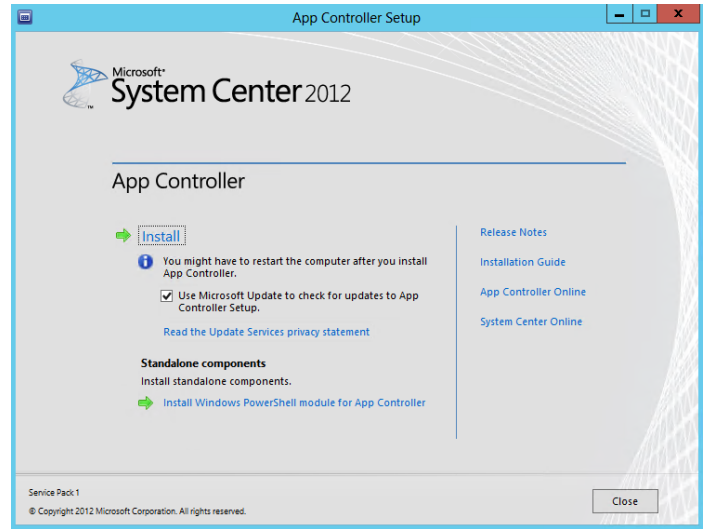 App Controller Setup
Microsoft®
System Center 2012
™
App Controller
Install
You might have to restart the computer after you install
App Controller.
Use Microsoft Update to check for updates to App
Controller Setup.
Read the Update Services privacy statement
Standalone components
Install standalone components.
Install Windows PowerShell module for App Controller
Release Notes
Installation Guide
App Controller Online
System Center Online
Service Pack 1
© Copyright 2012 Microsoft Corporation. All rights reserved.
Close